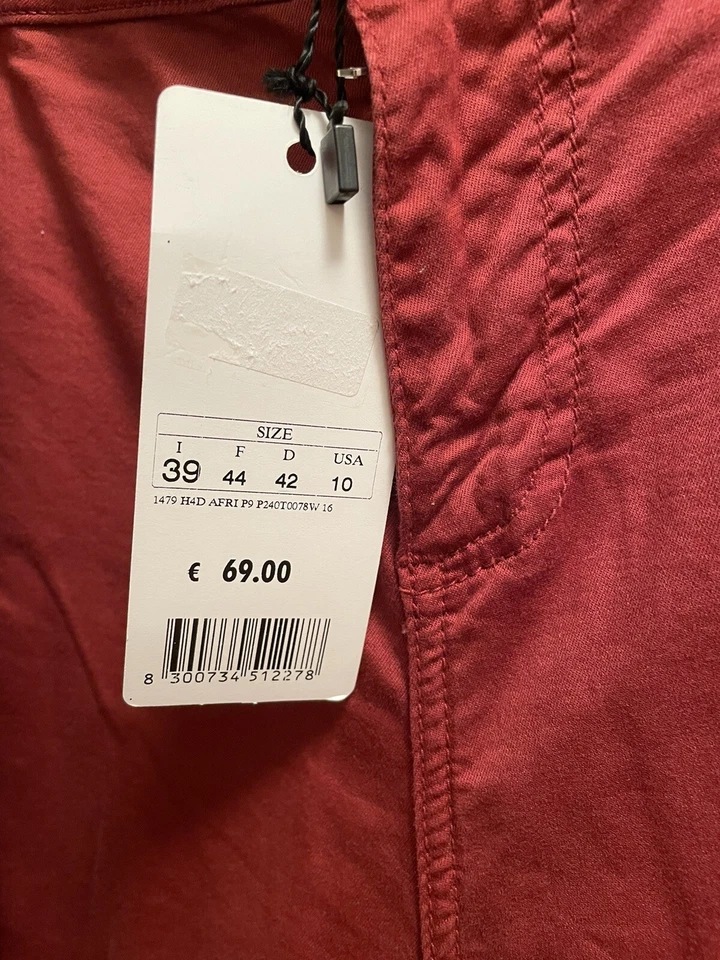 SIZE
I F D USA
39 44 42 10
1479 H4D AFRI P9 P240T0078W 16
€ 69.00
8 300734 512278